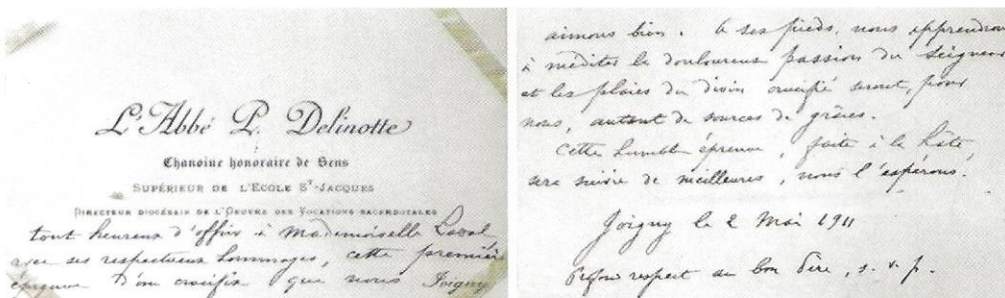 L'Abbé P. Delinotte
Chanoine honoraire de Sens
SUPÉRIEUR DE L'ECOLE ST-JACQUES
DIRECTEUR DIOCÉSAIN DE L'OEUVRE DES VOCATIONS SACERDOTALES
tout heureux d'offrir à Mademoiselle Laval
avec ses respectueux hommages, cette première
épreuve d'un crucifix que nous Joigny
aimons bien. à ses pieds, nous apprendrons
à méditer la douloureuse passion du Seigneur
et les plaies du divin crucifié seront, pour
nous, autant de sources de grâces.
Cette humble épreuve, faite à la hâte,
sera suivie de meilleures, nous l'espérons!
Joigny le 2 Mai 1911
respect au bon Père, s. v. p.